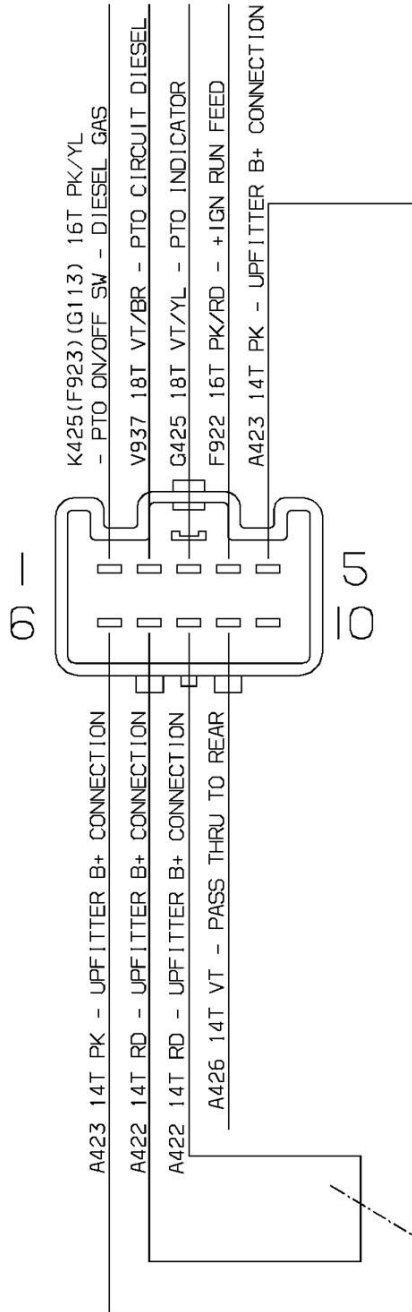 K425(F923)(G113) 16T PK/YL
- PTO ON/OFF SW - DIESEL GAS
V937 18T VT/BR - PTO CIRCUIT DIESEL
G425 18T VT/YL - PTO INDICATOR
F922 16T PK/RD - +IGN RUN FEED
A423 14T PK - UPFITTER B+ CONNECTION
1 5
6 10
A423 14T PK - UPFITTER B+ CONNECTION
A422 14T RD - UPFITTER B+ CONNECTION
A422 14T RD - UPFITTER B+ CONNECTION
A426 14T VT - PASS THRU TO REAR